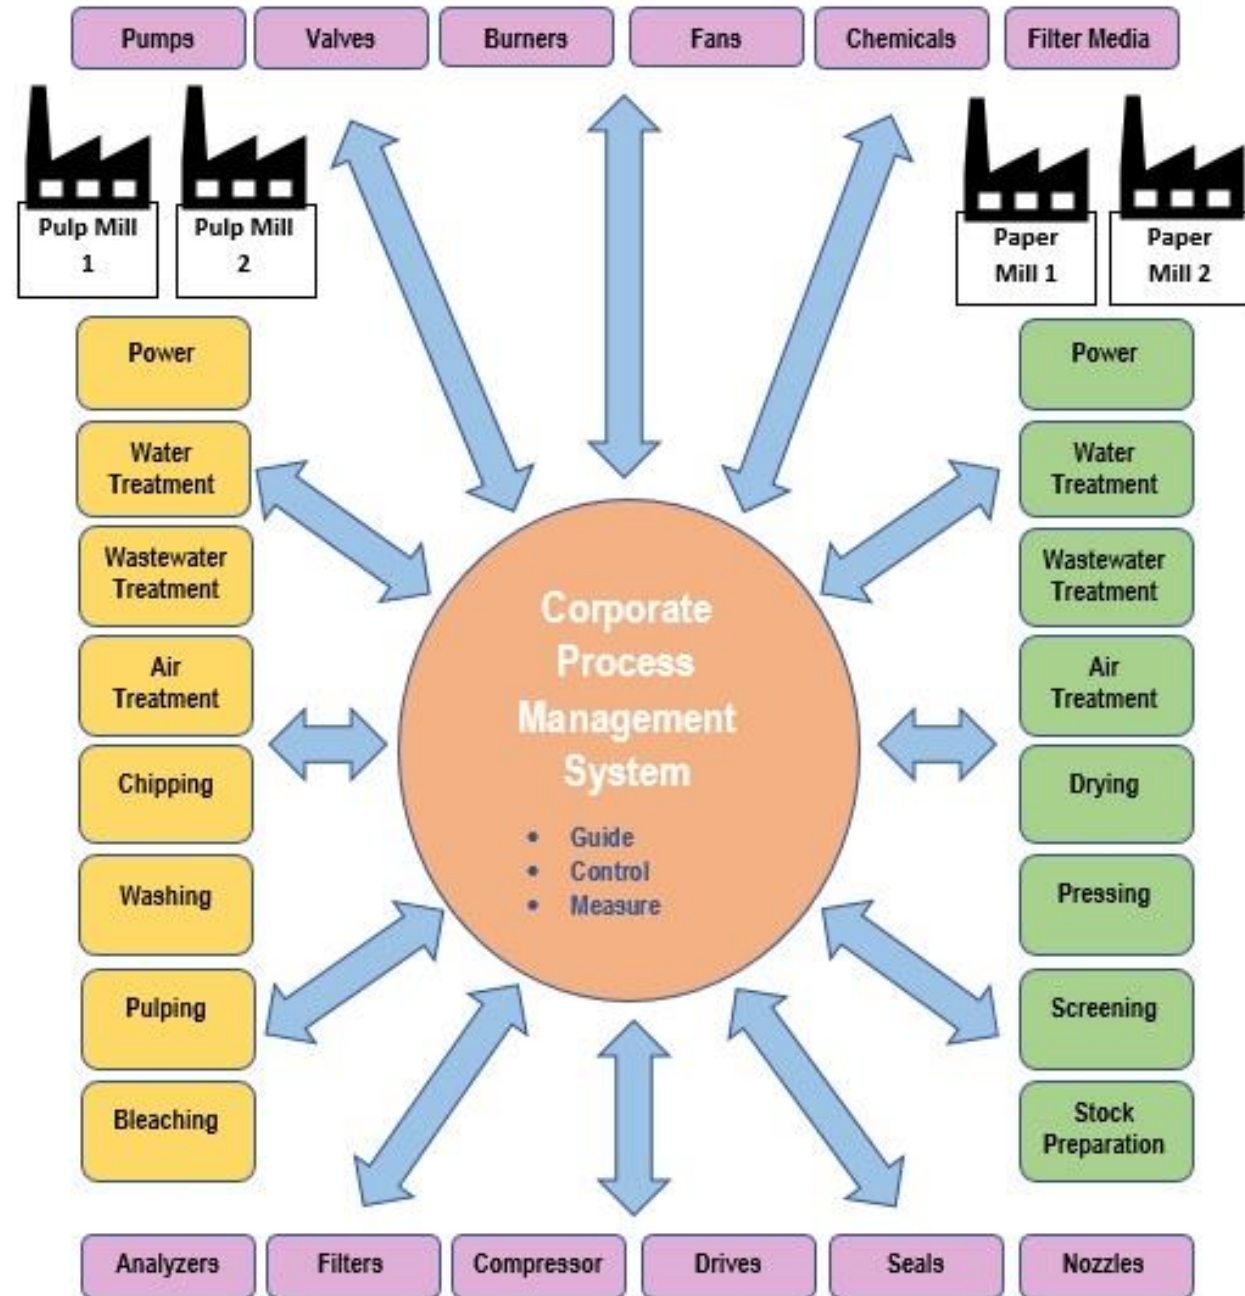 Pumps
Valves
Burners
Fans
Chemicals
Filter Media
Pulp Mill
1
Pulp Mill
2
Paper
Mill 1
Paper
Mill 2
Power
Water
Treatment
Wastewater
Treatment
Air
Treatment
Chipping
Washing
Pulping
Bleaching
Corporate
Process
Management
System
• Guide
• Control
• Measure
Power
Water
Treatment
Wastewater
Treatment
Air
Treatment
Drying
Pressing
Screening
Stock
Preparation
Analyzers
Filters
Compressor
Drives
Seals
Nozzles